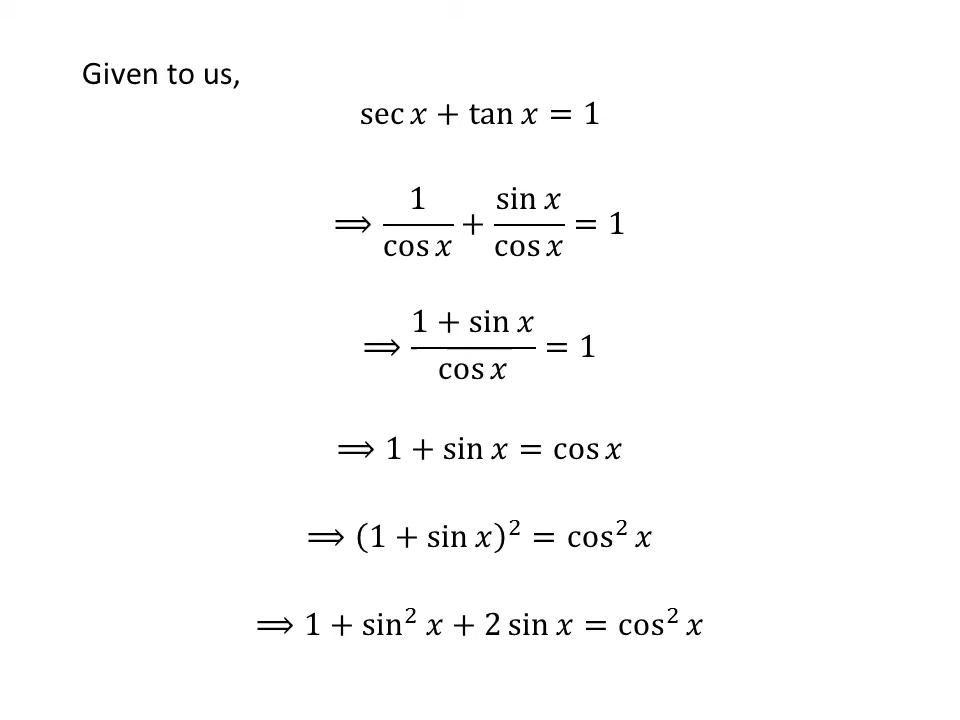 Given to us,
sec x + tan x = 1
⟹ 1/cos x + sin x/cos x = 1
⟹ (1 + sin x)/cos x = 1
⟹ 1 + sin x = cos x
⟹ (1 + sin x)² = cos² x
⟹ 1 + sin² x + 2 sin x = cos² x